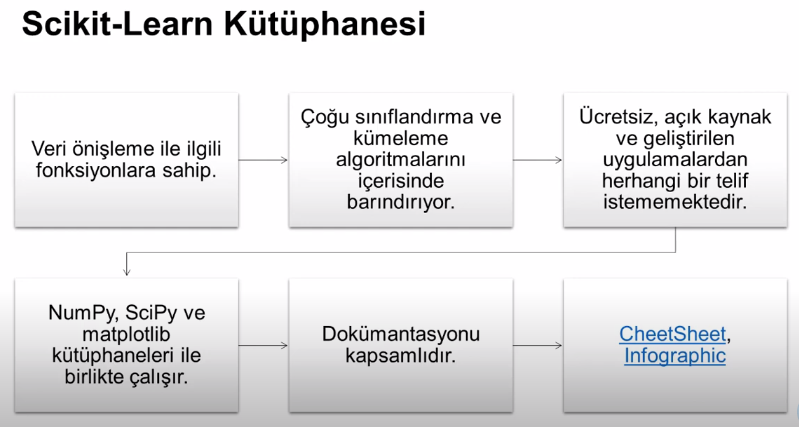 Scikit-Learn Kütüphanesi
Veri önişleme ile ilgili
fonksiyonlara sahip.
Çoğu sınıflandırma ve
kümeleme
algoritmalarını
içerisinde
barındırıyor.
Ücretsiz, açık kaynak
ve geliştirilen
uygulamalardan
herhangi bir telif
istememektedir.
NumPy, SciPy ve
matplotlib
kütüphaneleri ile
birlikte çalışır.
Dokümantasyonu
kapsamlıdır.
CheetSheet,
Infographic